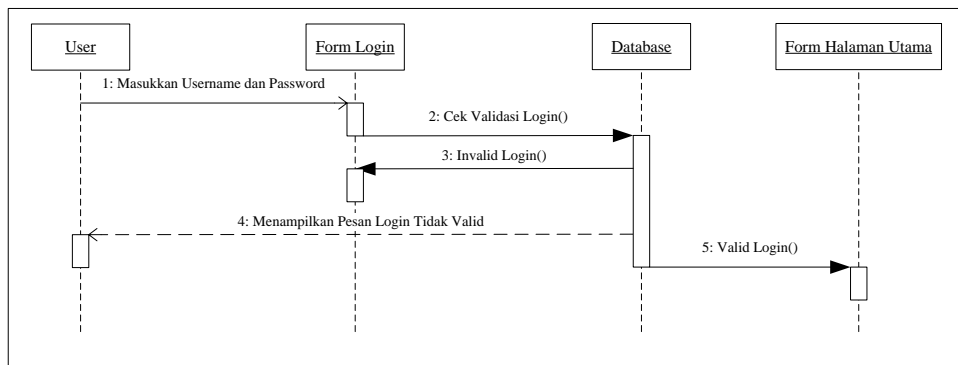 User
Form Login
Database
Form Halaman Utama
1: Masukkan Username dan Password
2: Cek Validasi Login()
3: Invalid Login()
4: Menampilkan Pesan Login Tidak Valid
5: Valid Login()